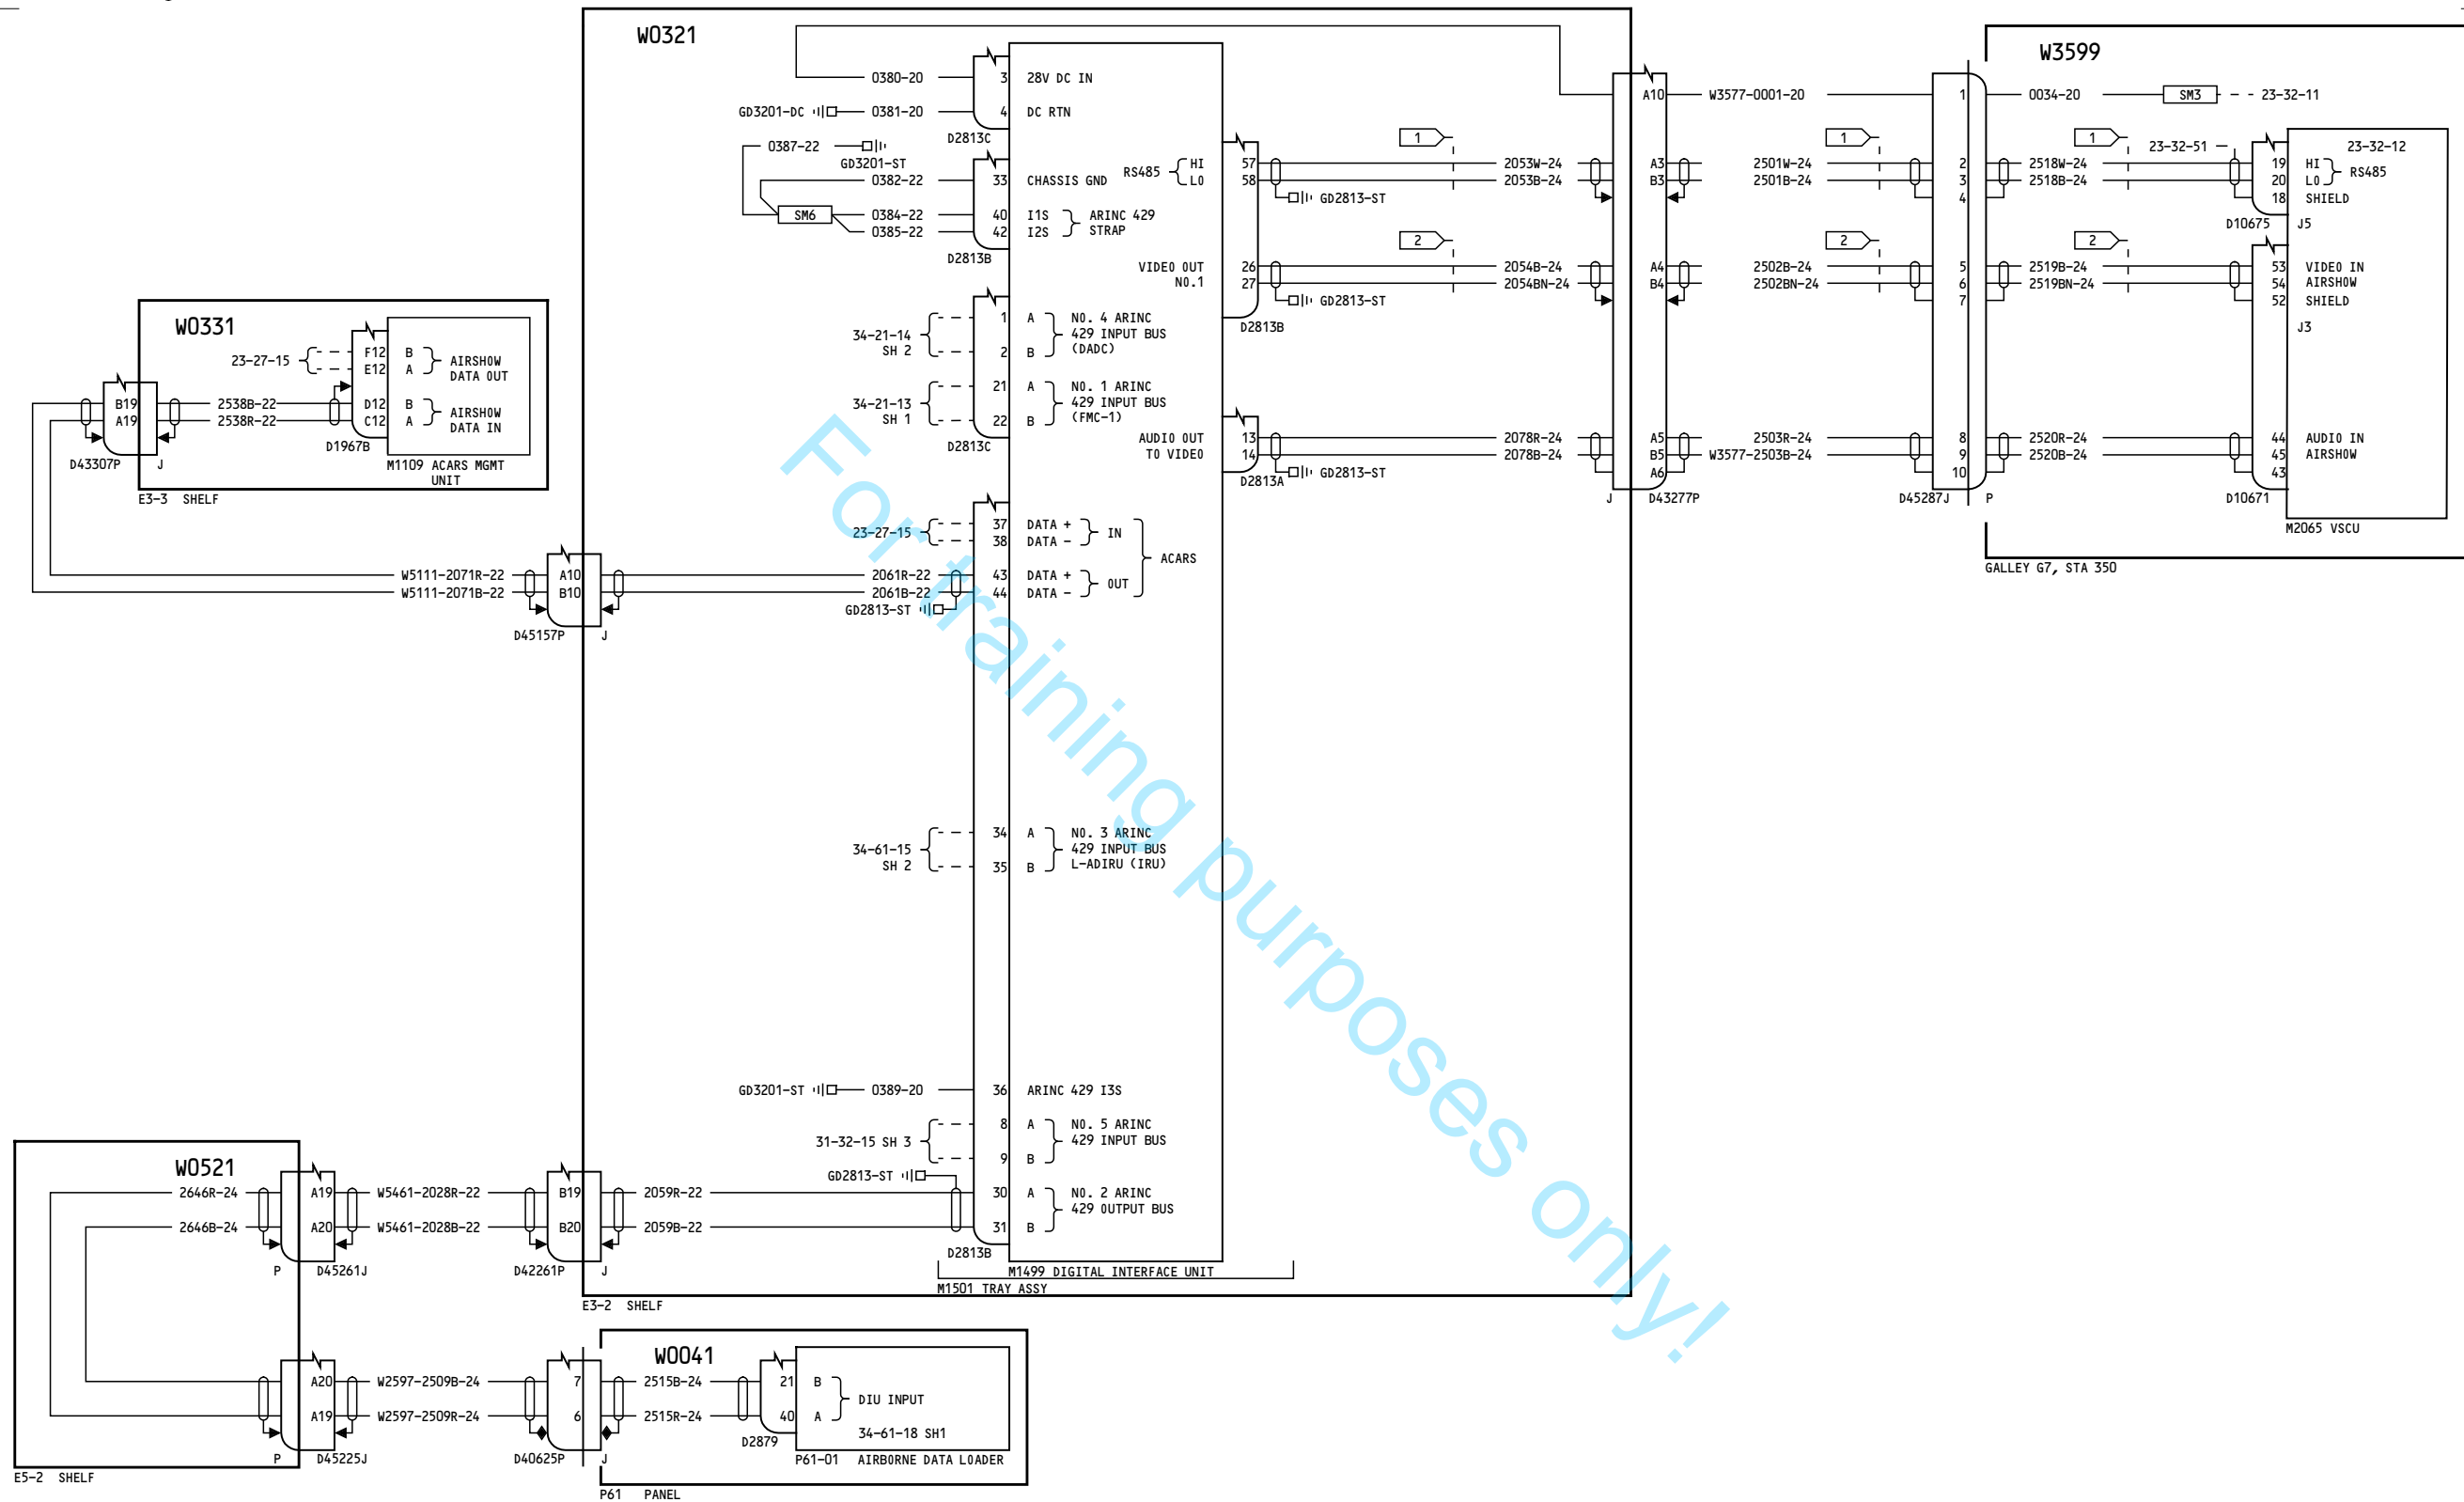 W0321
0380-20
3
28V DC IN
GD3201-DC
0381-20
4
DC RTN
D2813C
0387-22
GD3201-ST
0382-22
33
CHASSIS GND
SM6
0384-22
40
I1S
ARINC 429
STRAP
0385-22
42
I2S
D2813B
34-21-14
SH 2
1
A
2
B
NO. 4 ARINC
429 INPUT BUS
(DADC)
34-21-13
SH 1
21
A
22
B
NO. 1 ARINC
429 INPUT BUS
(FMC-1)
D2813C
23-27-15
37
DATA +
38
DATA -
IN
ACARS
2061R-22
43
DATA +
2061B-22
44
DATA -
OUT
GD2813-ST
34-61-15
SH 2
34
A
35
B
NO. 3 ARINC
429 INPUT BUS
L-ADIRU (IRU)
GD3201-ST
0389-20
36
ARINC 429 I3S
31-32-15 SH 3
8
A
9
B
NO. 5 ARINC
429 INPUT BUS
GD2813-ST
2059R-22
30
A
2059B-22
31
B
NO. 2 ARINC
429 OUTPUT BUS
D2813B
M1499 DIGITAL INTERFACE UNIT
M1501 TRAY ASSY
E3-2 SHELF
RS485
HI
57
LO
58
GD2813-ST
1
2053W-24
2053B-24
VIDEO OUT
NO.1
26
27
GD2813-ST
D2813B
2
2054B-24
2054BN-24
AUDIO OUT
TO VIDEO
13
14
GD2813-ST
D2813A
2078R-24
2078B-24
A10
A3
B3
A4
B4
A5
B5
A6
J
D43277P
W3577-0001-20
1
2501W-24
2501B-24
2
2502B-24
2502BN-24
2503R-24
W3577-2503B-24
1
2
3
4
5
6
7
8
9
10
D45287J
P
W3599
0034-20
SM3
23-32-11
1
23-32-51
2518W-24
2518B-24
19
20
18
23-32-12
HI
LO
RS485
SHIELD
D10675
J5
2
2519B-24
2519BN-24
53
54
52
VIDEO IN
AIRSHOW
SHIELD
J3
2520R-24
2520B-24
44
45
43
AUDIO IN
AIRSHOW
D10671
M2065 VSCU
GALLEY G7, STA 350
W0331
23-27-15
F12
B
E12
A
AIRSHOW
DATA OUT
B19
2538B-22
D12
B
A19
2538R-22
C12
A
AIRSHOW
DATA IN
D43307P
J
D1967B
M1109 ACARS MGMT
UNIT
E3-3 SHELF
W5111-2071R-22
A10
W5111-2071B-22
B10
D45157P
J
W0521
2646R-24
A19
W5461-2028R-22
B19
2646B-24
A20
W5461-2028B-22
B20
P
D45261J
D42261P
J
A20
W2597-2509B-24
7
A19
W2597-2509R-24
6
P
D45225J
D40625P
J
E5-2 SHELF
W0041
2515B-24
21
B
2515R-24
40
A
DIU INPUT
34-61-18 SH1
D2879
P61-01 AIRBORNE DATA LOADER
P61 PANEL
For training purposes only!